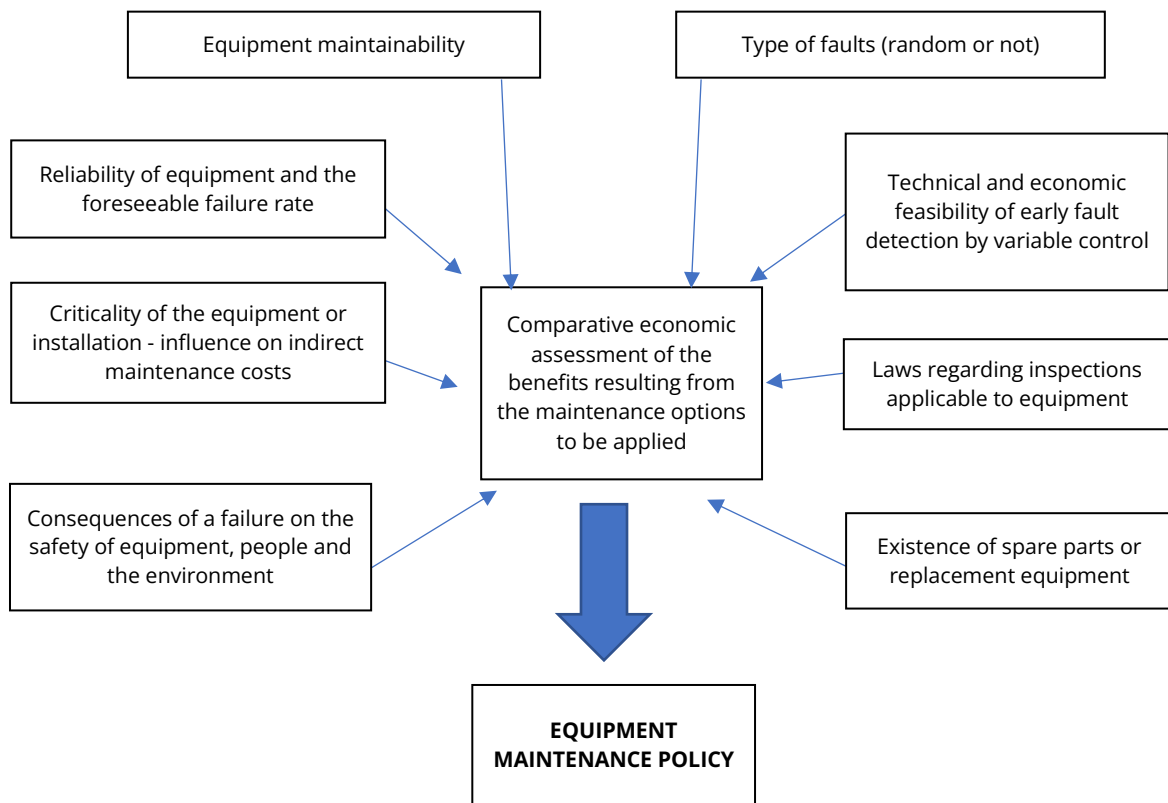 Equipment maintainability
Type of faults (random or not)
Reliability of equipment and the
foreseeable failure rate
Technical and economic
feasibility of early fault
detection by variable control
Criticality of the equipment or
installation - influence on indirect
maintenance costs
Comparative economic
assessment of the
benefits resulting from
the maintenance options
to be applied
Laws regarding inspections
applicable to equipment
Consequences of a failure on the
safety of equipment, people and
the environment
Existence of spare parts or
replacement equipment
EQUIPMENT
MAINTENANCE POLICY